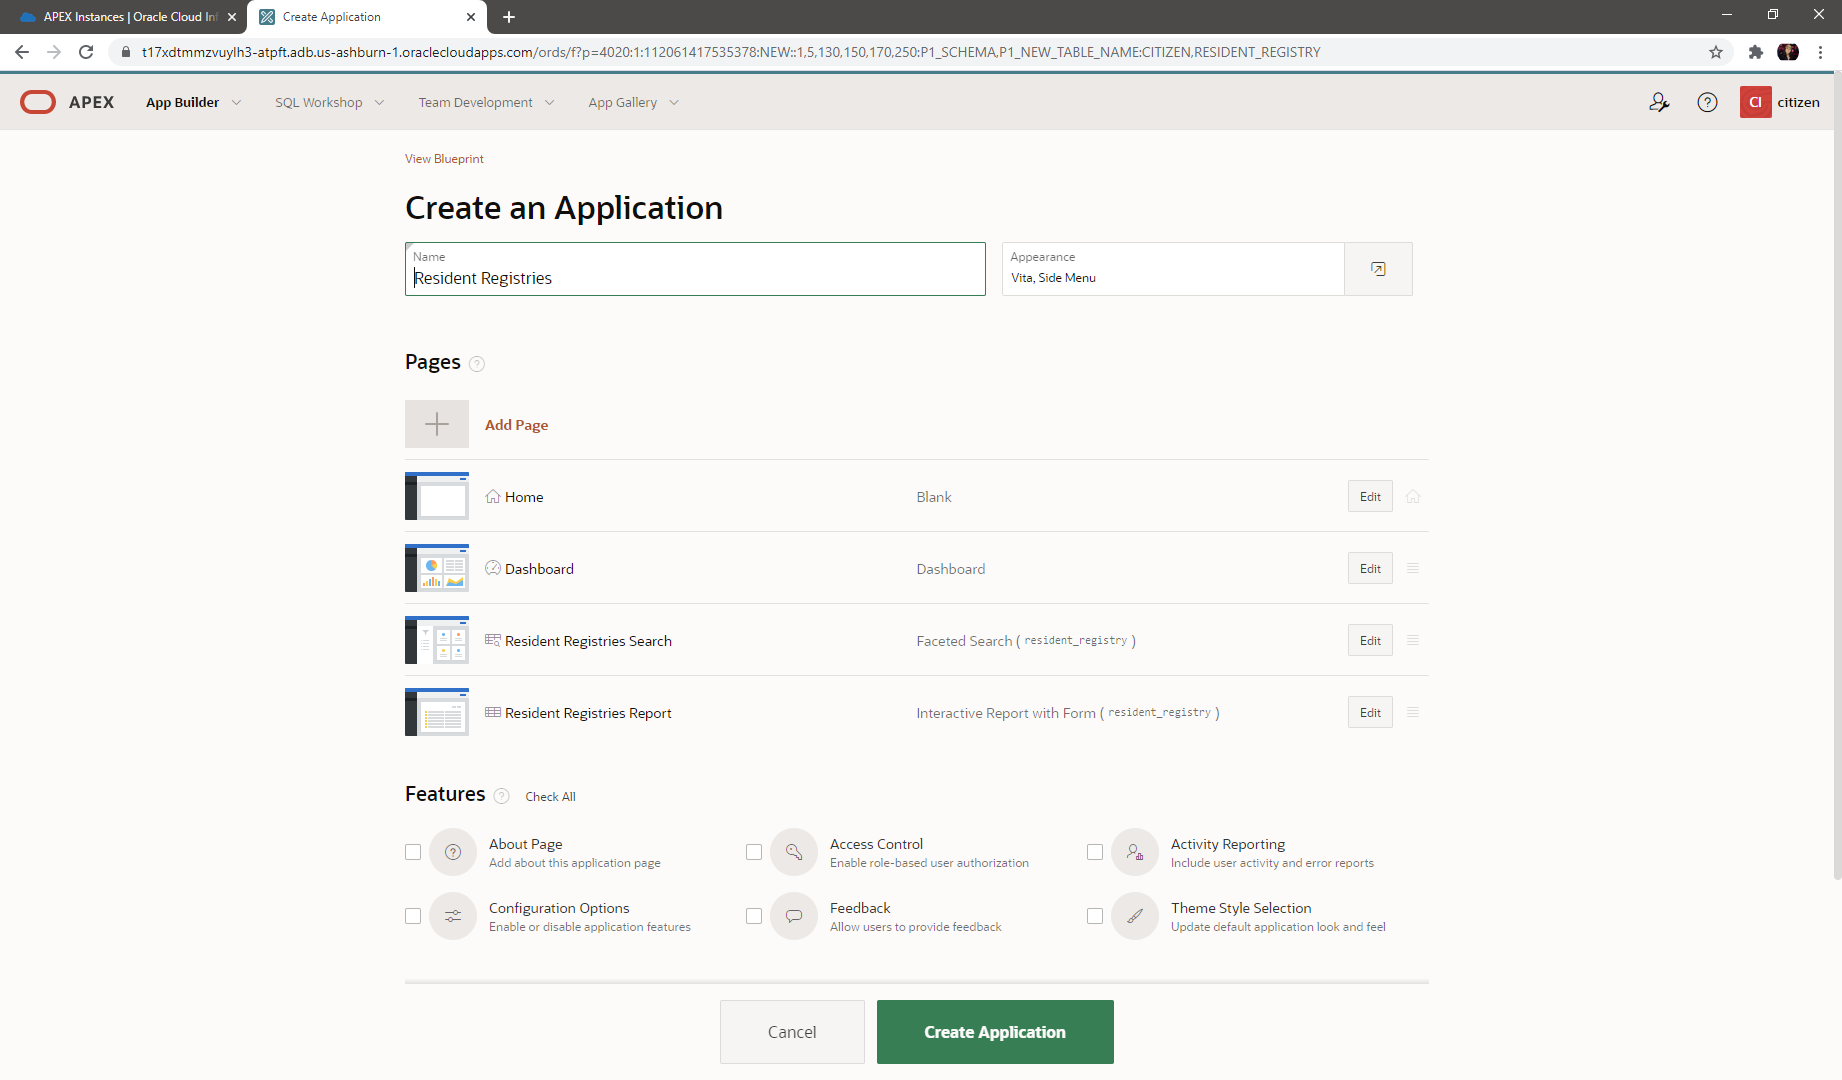 APEX Instances | Oracle Cloud Inf
Create Application
t17xdtmmzvuylh3-atpft.adb.us-ashburn-1.oraclecloudapps.com/ords/f?p=4020:1:112061417535378:NEW::1,5,130,150,170,250:P1_SCHEMA,P1_NEW_TABLE_NAME:CITIZEN,RESIDENT_REGISTRY
APEX App Builder SQL Workshop Team Development App Gallery CI citizen
View Blueprint
Create an Application
Name
Resident Registries
Appearance
Vita, Side Menu
Pages
Add Page
Home Blank Edit
Dashboard Dashboard Edit
Resident Registries Search Faceted Search ( resident_registry ) Edit
Resident Registries Report Interactive Report with Form ( resident_registry ) Edit
Features Check All
About Page
Add about this application page
Access Control
Enable role-based user authorization
Activity Reporting
Include user activity and error reports
Configuration Options
Enable or disable application features
Feedback
Allow users to provide feedback
Theme Style Selection
Update default application look and feel
Cancel Create Application